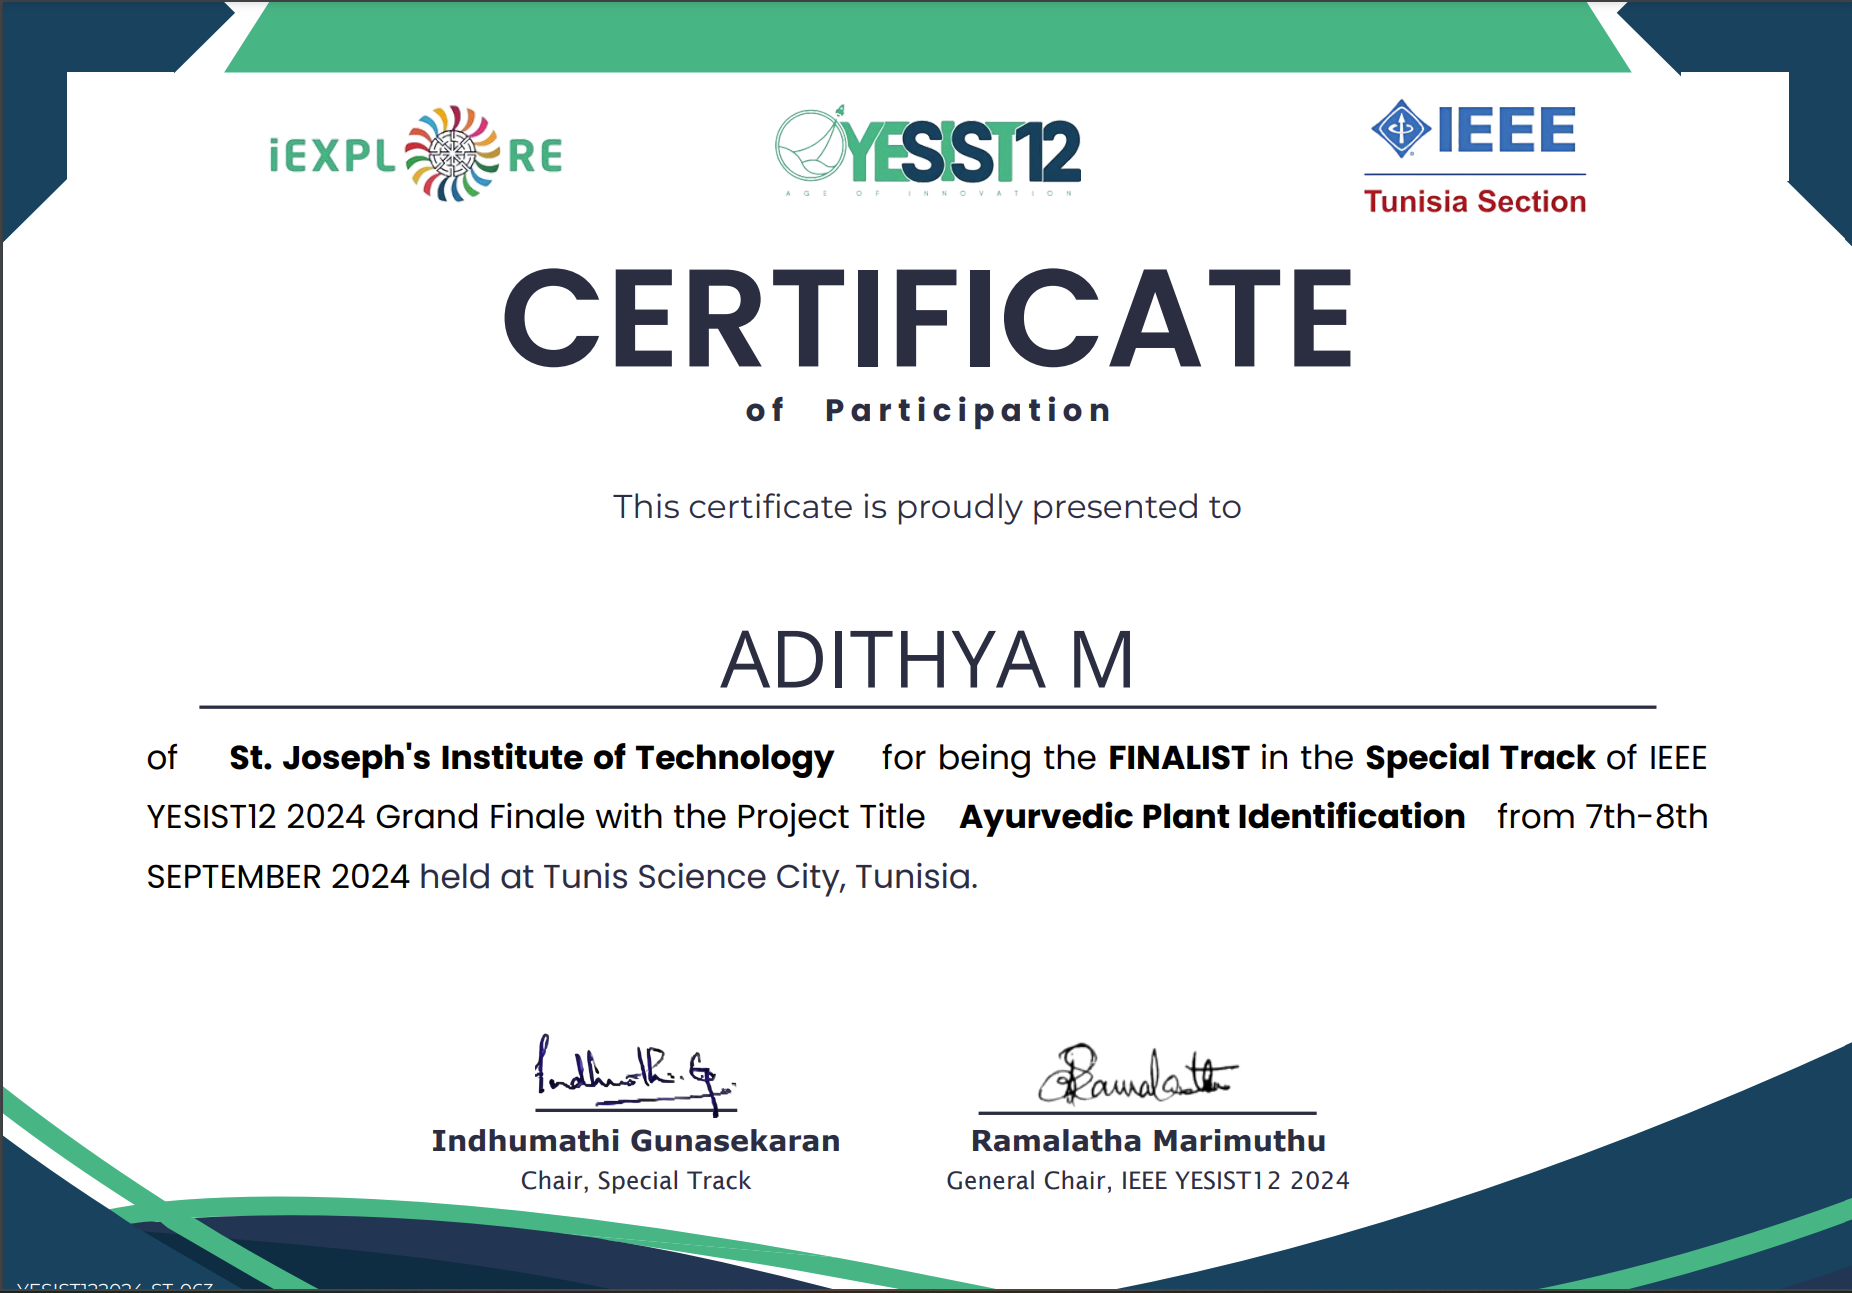 iEXPLORE
YESIST12
AGE OF INNOVATION
IEEE
Tunisia Section
CERTIFICATE
of Participation
This certificate is proudly presented to
ADITHYA M
of St. Joseph's Institute of Technology for being the FINALIST in the Special Track of IEEE
YESIST12 2024 Grand Finale with the Project Title Ayurvedic Plant Identification from 7th-8th
SEPTEMBER 2024 held at Tunis Science City, Tunisia.
Indhumathi. G
Ramalatha
Indhumathi Gunasekaran
Ramalatha Marimuthu
Chair, Special Track
General Chair, IEEE YESIST12 2024